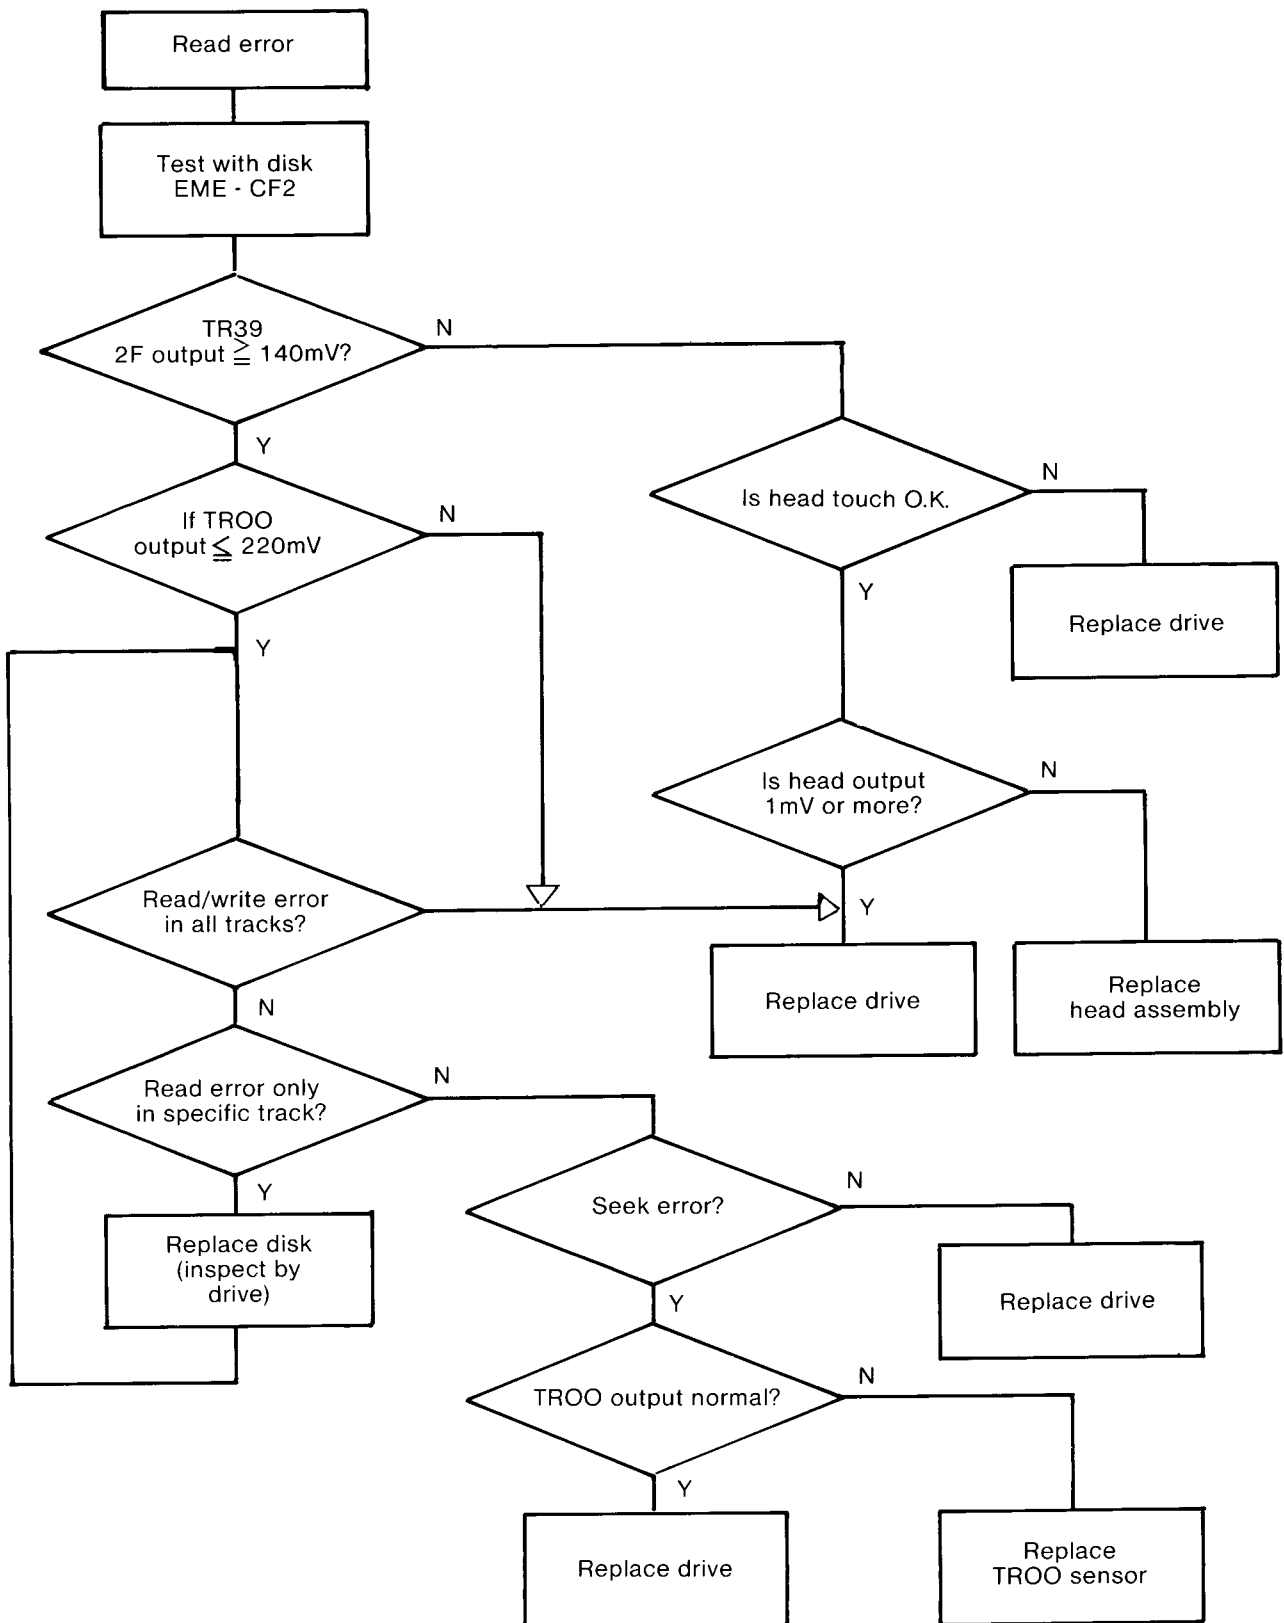 Read error
Test with disk
EME - CF2
TR39
2F output ≧ 140mV?
N
Y
If TROO
output ≦ 220mV
N
Y
Is head touch O.K.
N
Y
Replace drive
Is head output
1mV or more?
N
Y
Read/write error
in all tracks?
N
Replace drive
Replace
head assembly
Read error only
in specific track?
N
Y
Replace disk
(inspect by
drive)
Seek error?
N
Y
Replace drive
TROO output normal?
N
Y
Replace drive
Replace
TROO sensor